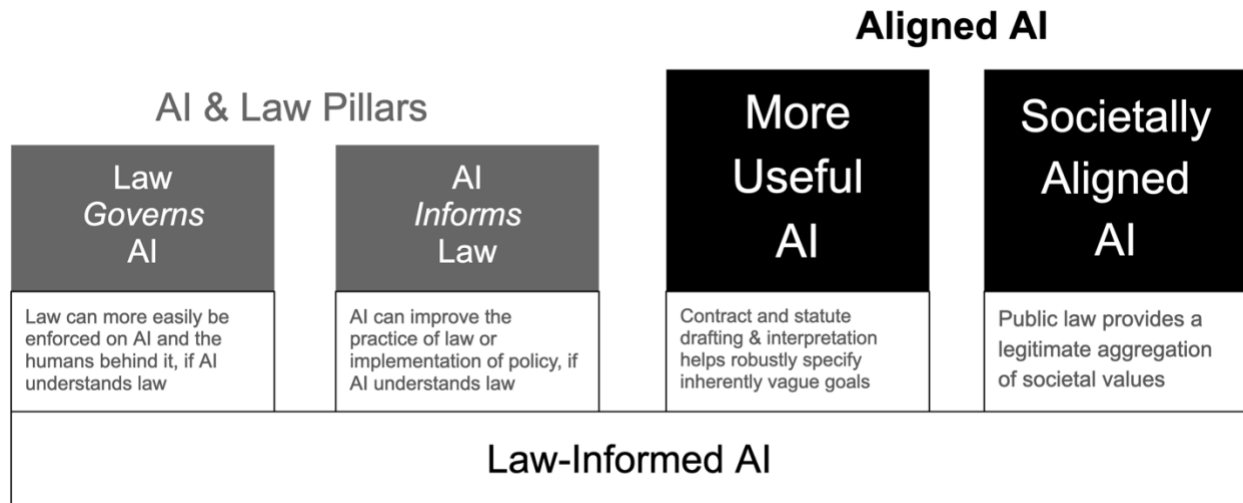 Aligned AI
AI & Law Pillars
Law
Governs
AI
Law can more easily be
enforced on AI and the
humans behind it, if AI
understands law
AI
Informs
Law
AI can improve the
practice of law or
implementation of policy, if
AI understands law
More
Useful
AI
Contract and statute
drafting & interpretation
helps robustly specify
inherently vague goals
Societally
Aligned
AI
Public law provides a
legitimate aggregation
of societal values
Law-Informed AI